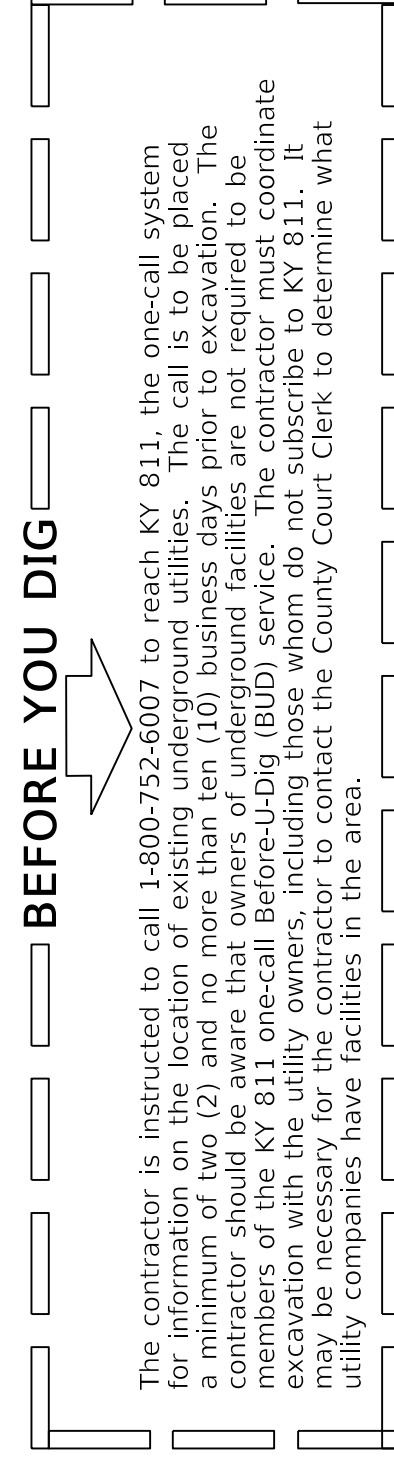 BEFORE YOU DIG
The contractor is instructed to call 1-800-752-6007 to reach KY 811, the one-call system
for information on the location of existing underground utilities.  The call is to be placed
a minimum of two (2) and no more than ten (10) business days prior to excavation.  The
contractor should be aware that owners of underground facilities are not required to be
members of the KY 811 one-call Before-U-Dig (BUD) service.  The contractor must coordinate
excavation with the utility owners, including those whom do not subscribe to KY 811.  It
may be necessary for the contractor to contact the County Court Clerk to determine what
utility companies have facilities in the area.